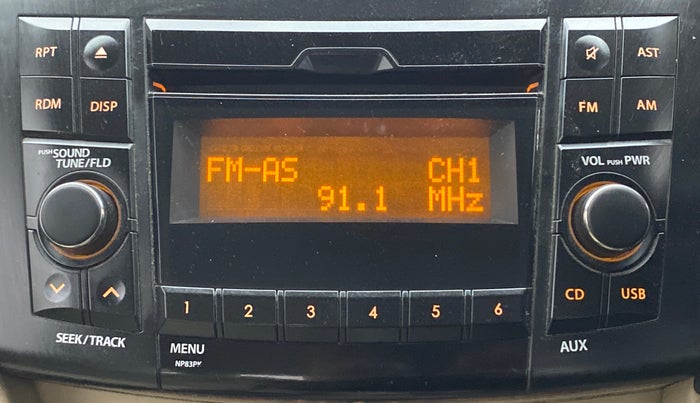 RPT
RDM
DISP
AST
FM
AM
PUSH SOUND
TUNE/FLD
VOL PUSH PWR
FM-AS CH1
91.1 MHz
CD
USB
1 2 3 4 5 6
SEEK/TRACK
MENU
AUX